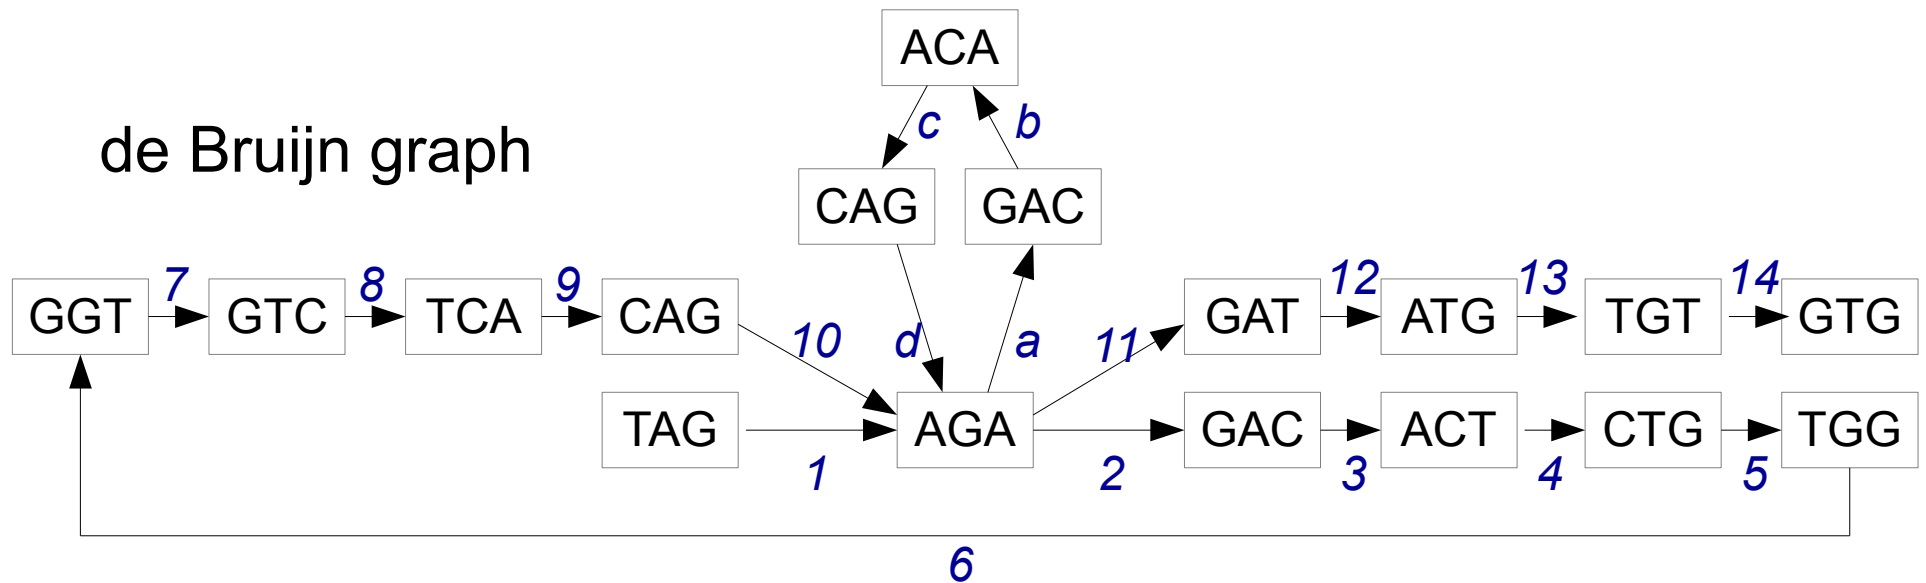 ACA
c b
de Bruijn graph
CAG GAC
7 8 9 12 13 14
GGT GTC TCA CAG GAT ATG TGT GTG
10 d a 11
TAG AGA GAC ACT CTG TGG
1 2 3 4 5
6